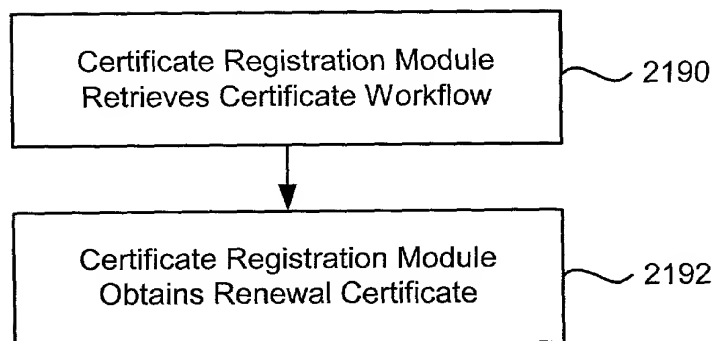 Certificate Registration Module
Retrieves Certificate Workflow
2190
Certificate Registration Module
Obtains Renewal Certificate
2192